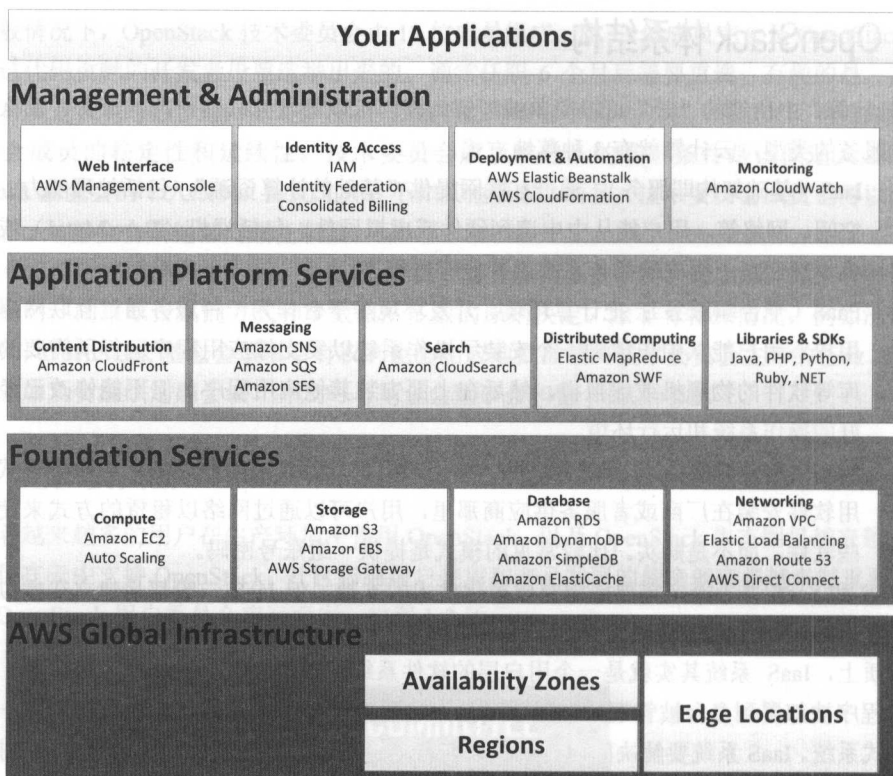 Your Applications
Management & Administration
Web Interface
AWS Management Console
Identity & Access
IAM
Identity Federation
Consolidated Billing
Deployment & Automation
AWS Elastic Beanstalk
AWS CloudFormation
Monitoring
Amazon CloudWatch
Application Platform Services
Content Distribution
Amazon CloudFront
Messaging
Amazon SNS
Amazon SQS
Amazon SES
Search
Amazon CloudSearch
Distributed Computing
Elastic MapReduce
Amazon SWF
Libraries & SDKs
Java, PHP, Python,
Ruby, .NET
Foundation Services
Compute
Amazon EC2
Auto Scaling
Storage
Amazon S3
Amazon EBS
AWS Storage Gateway
Database
Amazon RDS
Amazon DynamoDB
Amazon SimpleDB
Amazon ElastiCache
Networking
Amazon VPC
Elastic Load Balancing
Amazon Route 53
AWS Direct Connect
AWS Global Infrastructure
Availability Zones
Regions
Edge Locations